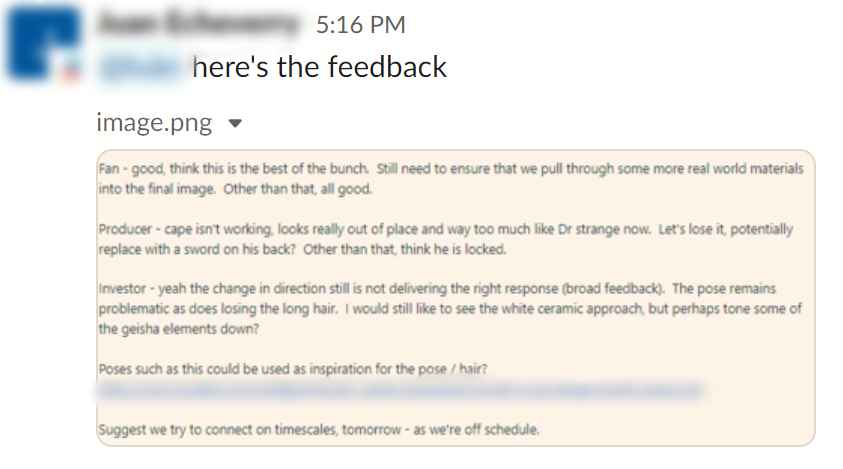 5:16 PM
here's the feedback
image.png
Fan - good, think this is the best of the bunch. Still need to ensure that we pull through some more real world materials
into the final image. Other than that, all good.
Producer - cape isn't working, looks really out of place and way too much like Dr strange now. Let's lose it, potentially
replace with a sword on his back? Other than that, think he is locked.
Investor - yeah the change in direction still is not delivering the right response (broad feedback). The pose remains
problematic as does losing the long hair. I would still like to see the white ceramic approach, but perhaps tone some of
the geisha elements down?
Poses such as this could be used as inspiration for the pose / hair?
Suggest we try to connect on timescales, tomorrow - as we're off schedule.